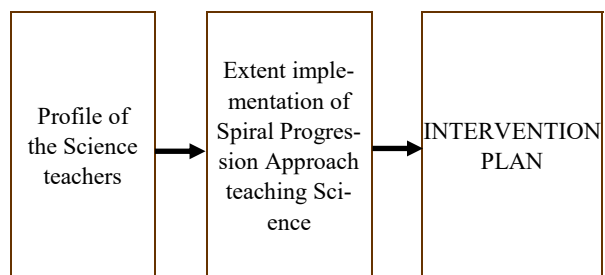 Profile of
the Science
teachers
Extent imple-
mentation of
Spiral Progres-
sion Approach
teaching Sci-
ence
INTERVENTION
PLAN